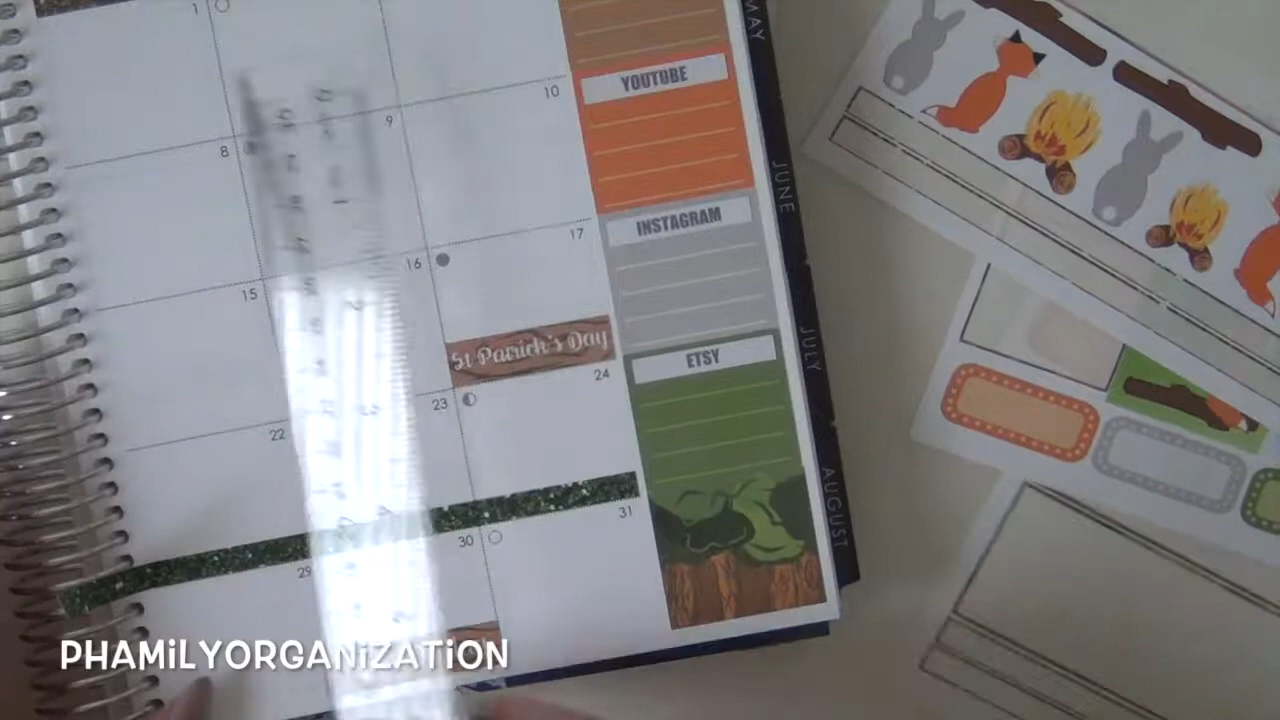 MAY
1
YOUTUBE
10
9
8
JUNE
INSTAGRAM
17
16
15
JULY
St Patrick's Day
ETSY
24
23
22
AUGUST
31
30
29
PHAMiLYORGANiZATiON